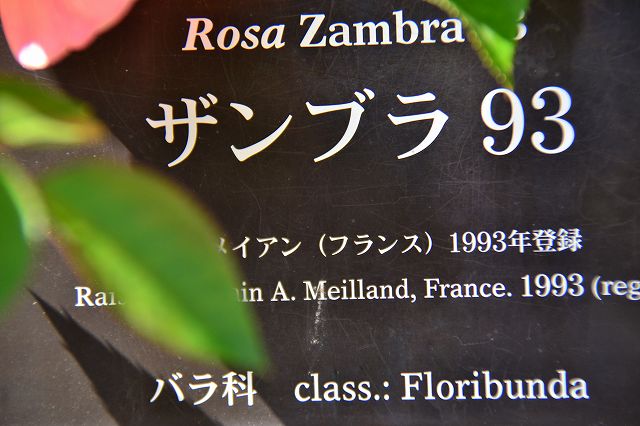 Rosa Zambra
ザンブラ 93
メイアン（フランス）1993年登録
A. Meilland, France. 1993 (reg
バラ科 class.: Floribunda